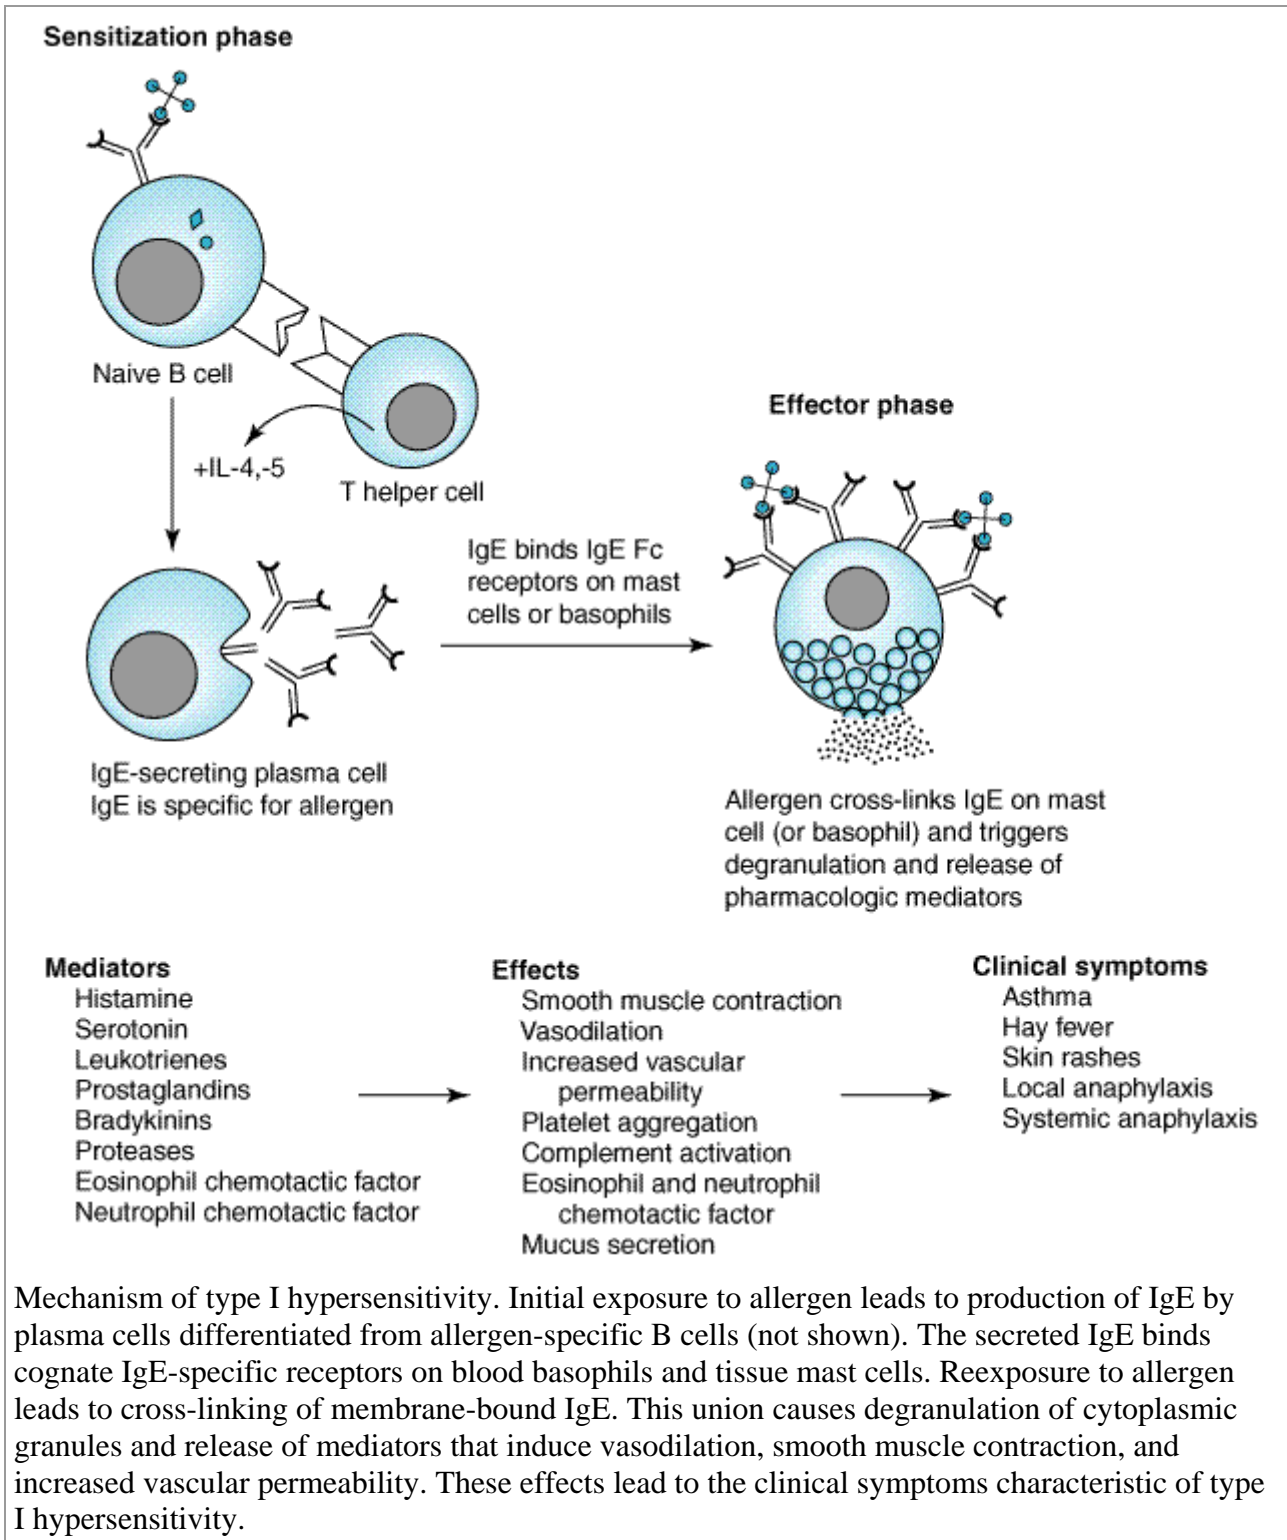 Sensitization phase
Naive B cell
+IL-4,-5
T helper cell
Effector phase
IgE binds IgE Fc
receptors on mast
cells or basophils
IgE-secreting plasma cell
IgE is specific for allergen
Allergen cross-links IgE on mast
cell (or basophil) and triggers
degranulation and release of
pharmacologic mediators
Mediators
Histamine
Serotonin
Leukotrienes
Prostaglandins
Bradykinins
Proteases
Eosinophil chemotactic factor
Neutrophil chemotactic factor
Effects
Smooth muscle contraction
Vasodilation
Increased vascular
permeability
Platelet aggregation
Complement activation
Eosinophil and neutrophil
chemotactic factor
Mucus secretion
Clinical symptoms
Asthma
Hay fever
Skin rashes
Local anaphylaxis
Systemic anaphylaxis
Mechanism of type I hypersensitivity. Initial exposure to allergen leads to production of IgE by
plasma cells differentiated from allergen-specific B cells (not shown). The secreted IgE binds
cognate IgE-specific receptors on blood basophils and tissue mast cells. Reexposure to allergen
leads to cross-linking of membrane-bound IgE. This union causes degranulation of cytoplasmic
granules and release of mediators that induce vasodilation, smooth muscle contraction, and
increased vascular permeability. These effects lead to the clinical symptoms characteristic of type
I hypersensitivity.